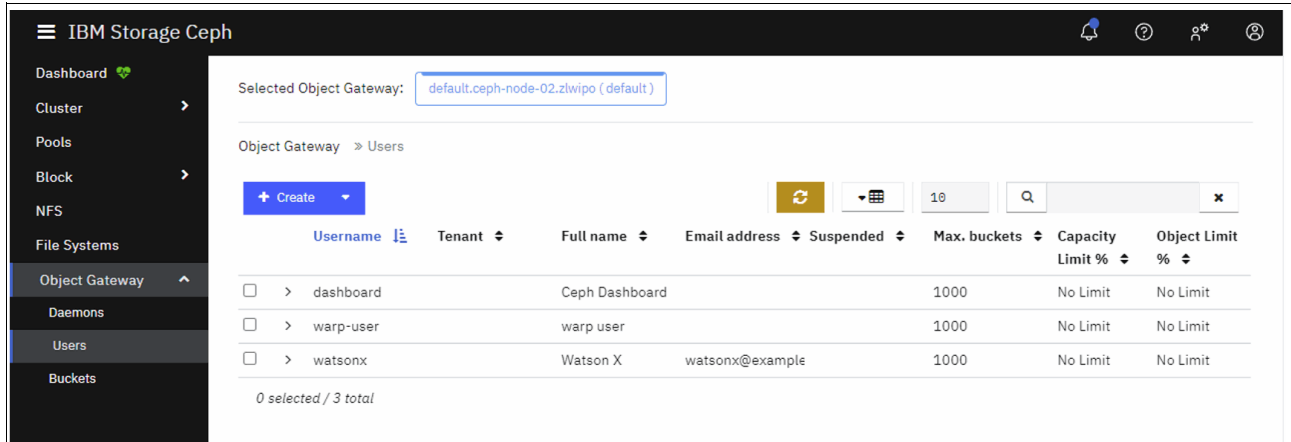 IBM Storage Ceph
Dashboard
Cluster
Pools
Block
NFS
File Systems
Object Gateway
Daemons
Users
Buckets
Selected Object Gateway: default.ceph-node-02.zlwipo ( default )
Object Gateway » Users
+ Create
10
Username Tenant Full name Email address Suspended Max. buckets Capacity Limit % Object Limit %
dashboard Ceph Dashboard 1000 No Limit No Limit
warp-user warp user 1000 No Limit No Limit
watsonx Watson X watsonx@example 1000 No Limit No Limit
0 selected / 3 total